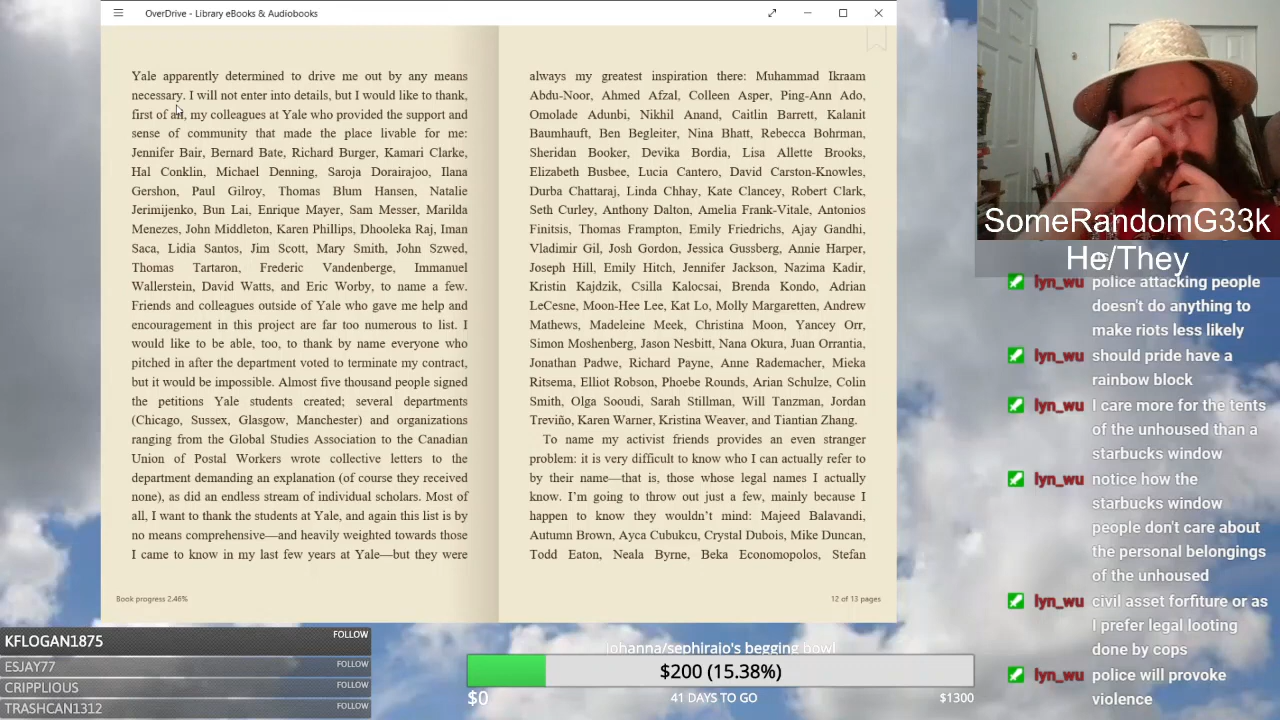 OverDrive - Library eBooks & Audiobooks
Yale apparently determined to drive me out by any means
necessary. I will not enter into details, but I would like to thank,
first of all, my colleagues at Yale who provided the support and
sense of community that made the place livable for me:
Jennifer Bair, Bernard Bate, Richard Burger, Kamari Clarke,
Hal Conklin, Michael Denning, Saroja Dorairajoo, Ilana
Gershon, Paul Gilroy, Thomas Blum Hansen, Natalie
Jerimijenko, Bun Lai, Enrique Mayer, Sam Messer, Marilda
Menezes, John Middleton, Karen Phillips, Dhooleka Raj, Iman
Saca, Lidia Santos, Jim Scott, Mary Smith, John Szwed,
Thomas Tartaron, Frederic Vandenberge, Immanuel
Wallerstein, David Watts, and Eric Worby, to name a few.
Friends and colleagues outside of Yale who gave me help and
encouragement in this project are far too numerous to list. I
would like to be able, too, to thank by name everyone who
pitched in after the department voted to terminate my contract,
but it would be impossible. Almost five thousand people signed
the petitions Yale students created; several departments
(Chicago, Sussex, Glasgow, Manchester) and organizations
ranging from the Global Studies Association to the Canadian
Union of Postal Workers wrote collective letters to the
department demanding an explanation (of course they received
none), as did an endless stream of individual scholars. Most of
all, I want to thank the students at Yale, and again this list is by
no means comprehensive—and heavily weighted towards those
I came to know in my last few years at Yale—but they were
Book progress 2.46%
always my greatest inspiration there: Muhammad Ikraam
Abdu-Noor, Ahmed Afzal, Colleen Asper, Ping-Ann Ado,
Omolade Adunbi, Nikhil Anand, Caitlin Barrett, Kalanit
Baumhauft, Ben Begleiter, Nina Bhatt, Rebecca Bohrman,
Sheridan Booker, Devika Bordia, Lisa Allette Brooks,
Elizabeth Busbee, Lucia Cantero, David Carston-Knowles,
Durba Chattaraj, Linda Chhay, Kate Clancey, Robert Clark,
Seth Curley, Anthony Dalton, Amelia Frank-Vitale, Antonios
Finitsis, Thomas Frampton, Emily Friedrichs, Ajay Gandhi,
Vladimir Gil, Josh Gordon, Jessica Gussberg, Annie Harper,
Joseph Hill, Emily Hitch, Jennifer Jackson, Nazima Kadir,
Kristin Kajdzik, Csilla Kalocsai, Brenda Kondo, Adrian
LeCesne, Moon-Hee Lee, Kat Lo, Molly Margaretten, Andrew
Mathews, Madeleine Meek, Christina Moon, Yancey Orr,
Simon Moshenberg, Jason Nesbitt, Nana Okura, Juan Orrantia,
Jonathan Padwe, Richard Payne, Anne Rademacher, Mieka
Ritsema, Elliot Robson, Phoebe Rounds, Arian Schulze, Colin
Smith, Olga Sooudi, Sarah Stillman, Will Tanzman, Jordan
Treviño, Karen Warner, Kristina Weaver, and Tiantian Zhang.
To name my activist friends provides an even stranger
problem: it is very difficult to know who I can actually refer to
by their name—that is, those whose legal names I actually
know. I'm going to throw out just a few, mainly because I
happen to know they wouldn't mind: Majeed Balavandi,
Autumn Brown, Ayca Cubukcu, Crystal Dubois, Mike Duncan,
Todd Eaton, Neala Byrne, Beka Economopolos, Stefan
12 of 13 pages
SomeRandomG33k
He/They
lyn_wu police attacking people
doesn't do anything to
make riots less likely
lyn_wu should pride have a
rainbow block
lyn_wu I care more for the tents
of the unhoused than a
starbucks window
lyn_wu notice how the
starbucks window
people don't care about
the personal belongings
of the unhoused
lyn_wu civil asset forfiture or as
I prefer legal looting
done by cops
lyn_wu police will provoke
violence
KFLOGAN1875 FOLLOW
ESJAY77 FOLLOW
CRIPPLIOUS FOLLOW
TRASHCAN1312 FOLLOW
Johanna/sephiraio's begging bowl
$200 (15.38%)
$0 41 DAYS TO GO $1300